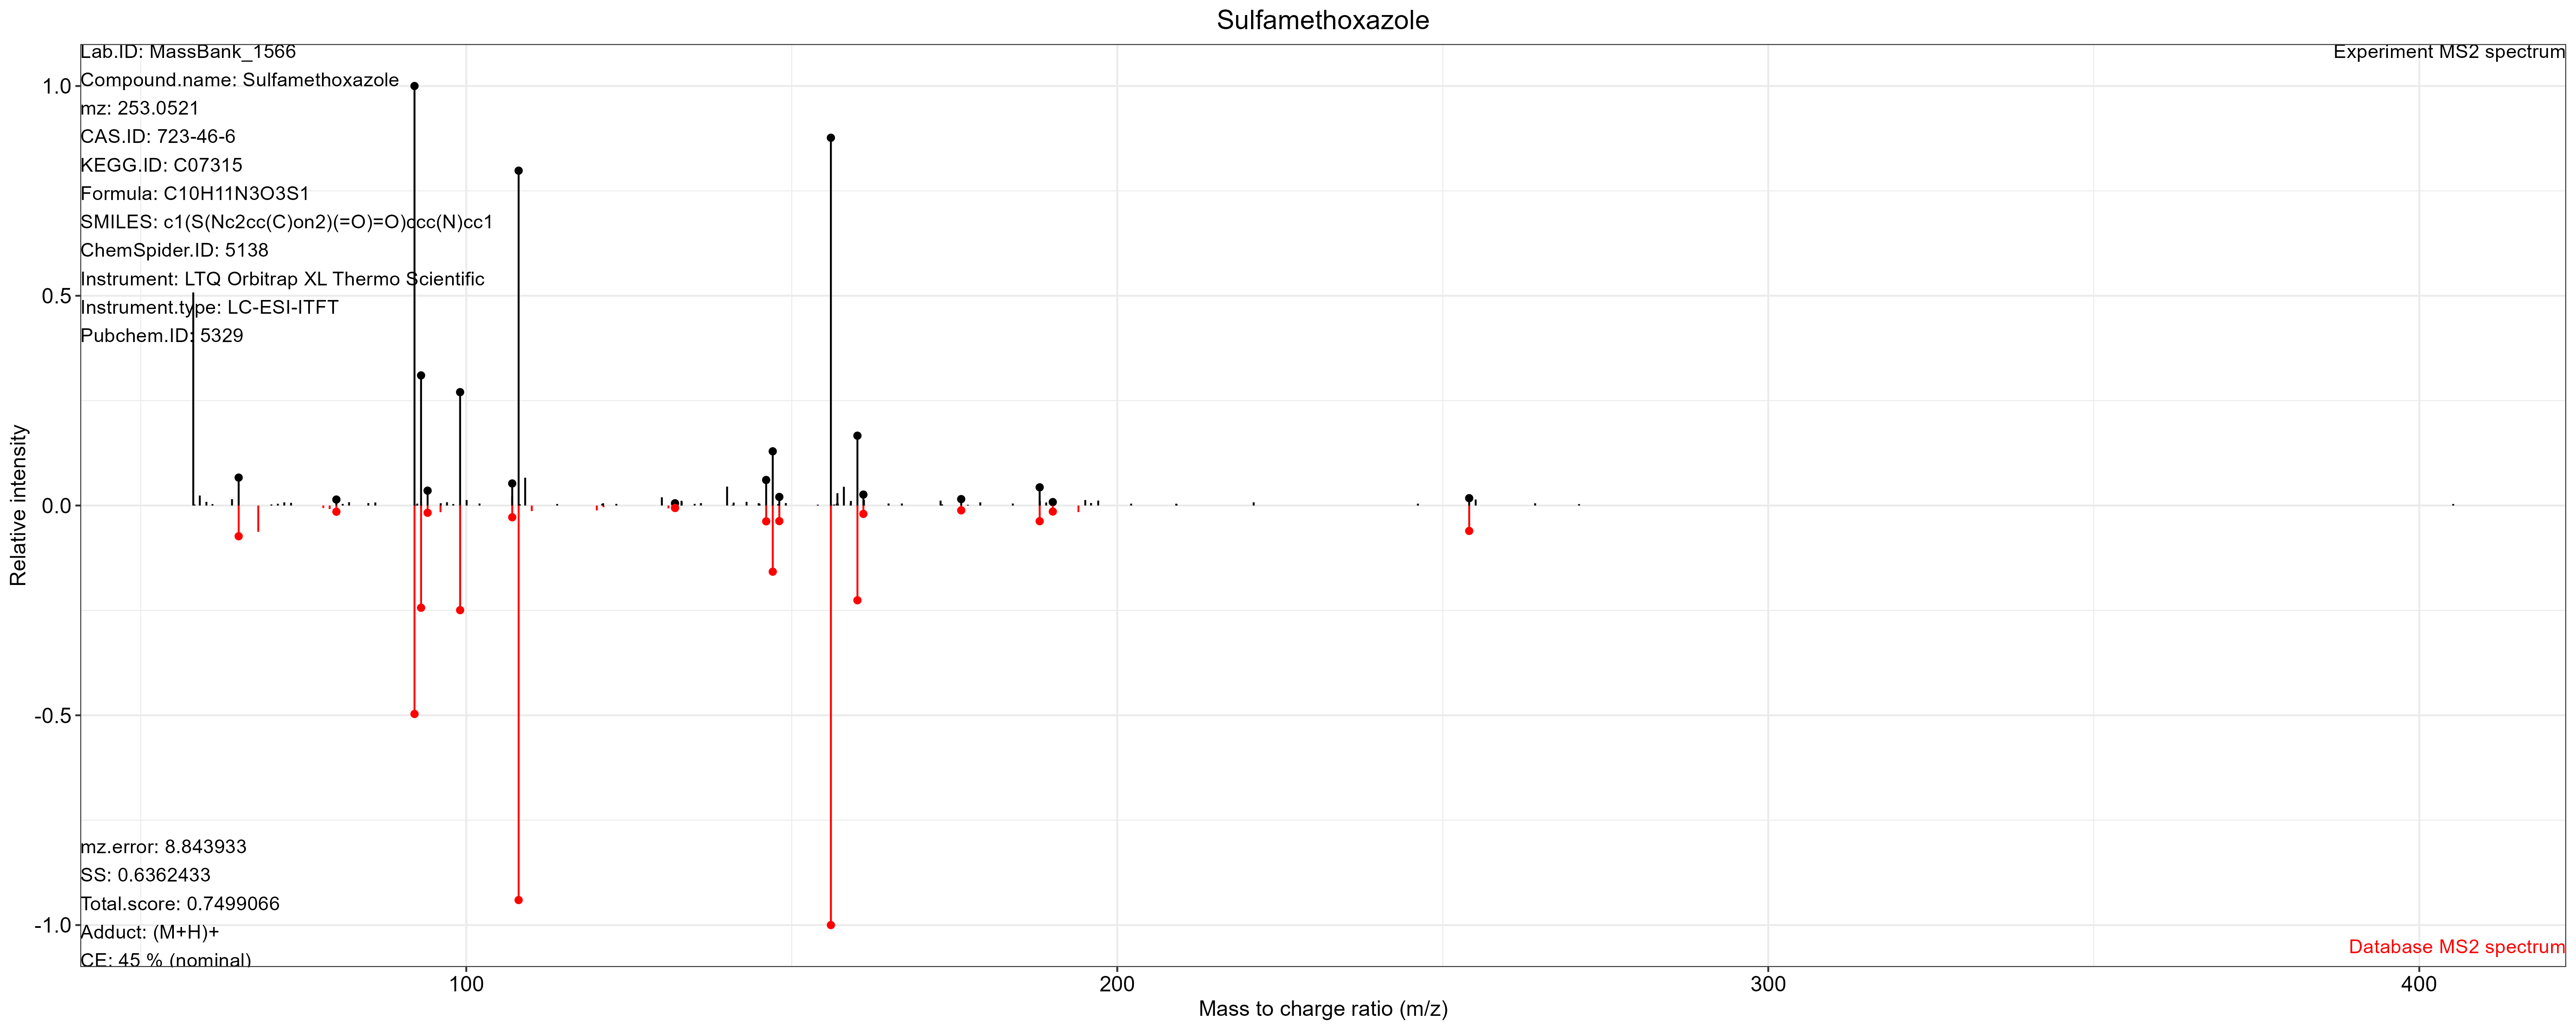 Sulfamethoxazole
Lab.ID: MassBank_1566
Experiment MS2 spectrum
Compound.name: Sulfamethoxazole
mz: 253.0521
CAS.ID: 723-46-6
KEGG.ID: C07315
Formula: C10H11N3O3S1
SMILES: c1(S(Nc2cc(C)on2)(=O)=O)ccc(N)cc1
ChemSpider.ID: 5138
Instrument: LTQ Orbitrap XL Thermo Scientific
Instrument.type: LC-ESI-ITFT
Pubchem.ID: 5329
1.0
0.5
0.0
-0.5
-1.0
Relative intensity
mz.error: 8.843933
SS: 0.6362433
Total.score: 0.7499066
Adduct: (M+H)+
CE: 45 % (nominal)
Database MS2 spectrum
100 200 300 400
Mass to charge ratio (m/z)